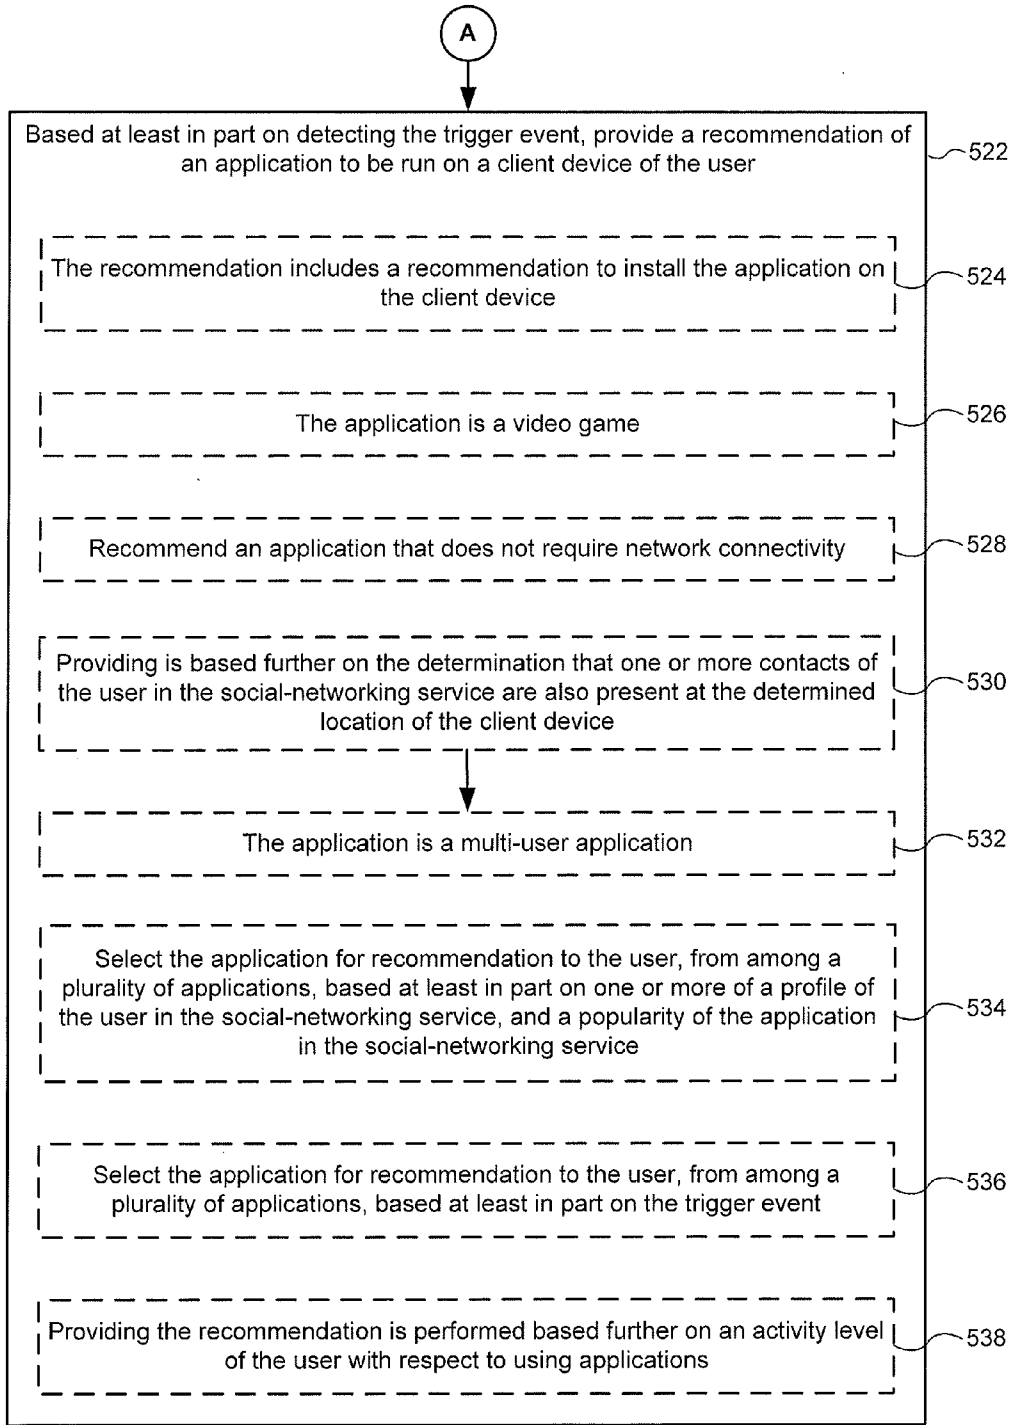 A
Based at least in part on detecting the trigger event, provide a recommendation of
an application to be run on a client device of the user
522
The recommendation includes a recommendation to install the application on
the client device
524
The application is a video game
526
Recommend an application that does not require network connectivity
528
Providing is based further on the determination that one or more contacts of
the user in the social-networking service are also present at the determined
location of the client device
530
The application is a multi-user application
532
Select the application for recommendation to the user, from among a
plurality of applications, based at least in part on one or more of a profile of
the user in the social-networking service, and a popularity of the application
in the social-networking service
534
Select the application for recommendation to the user, from among a
plurality of applications, based at least in part on the trigger event
536
Providing the recommendation is performed based further on an activity level
of the user with respect to using applications
538